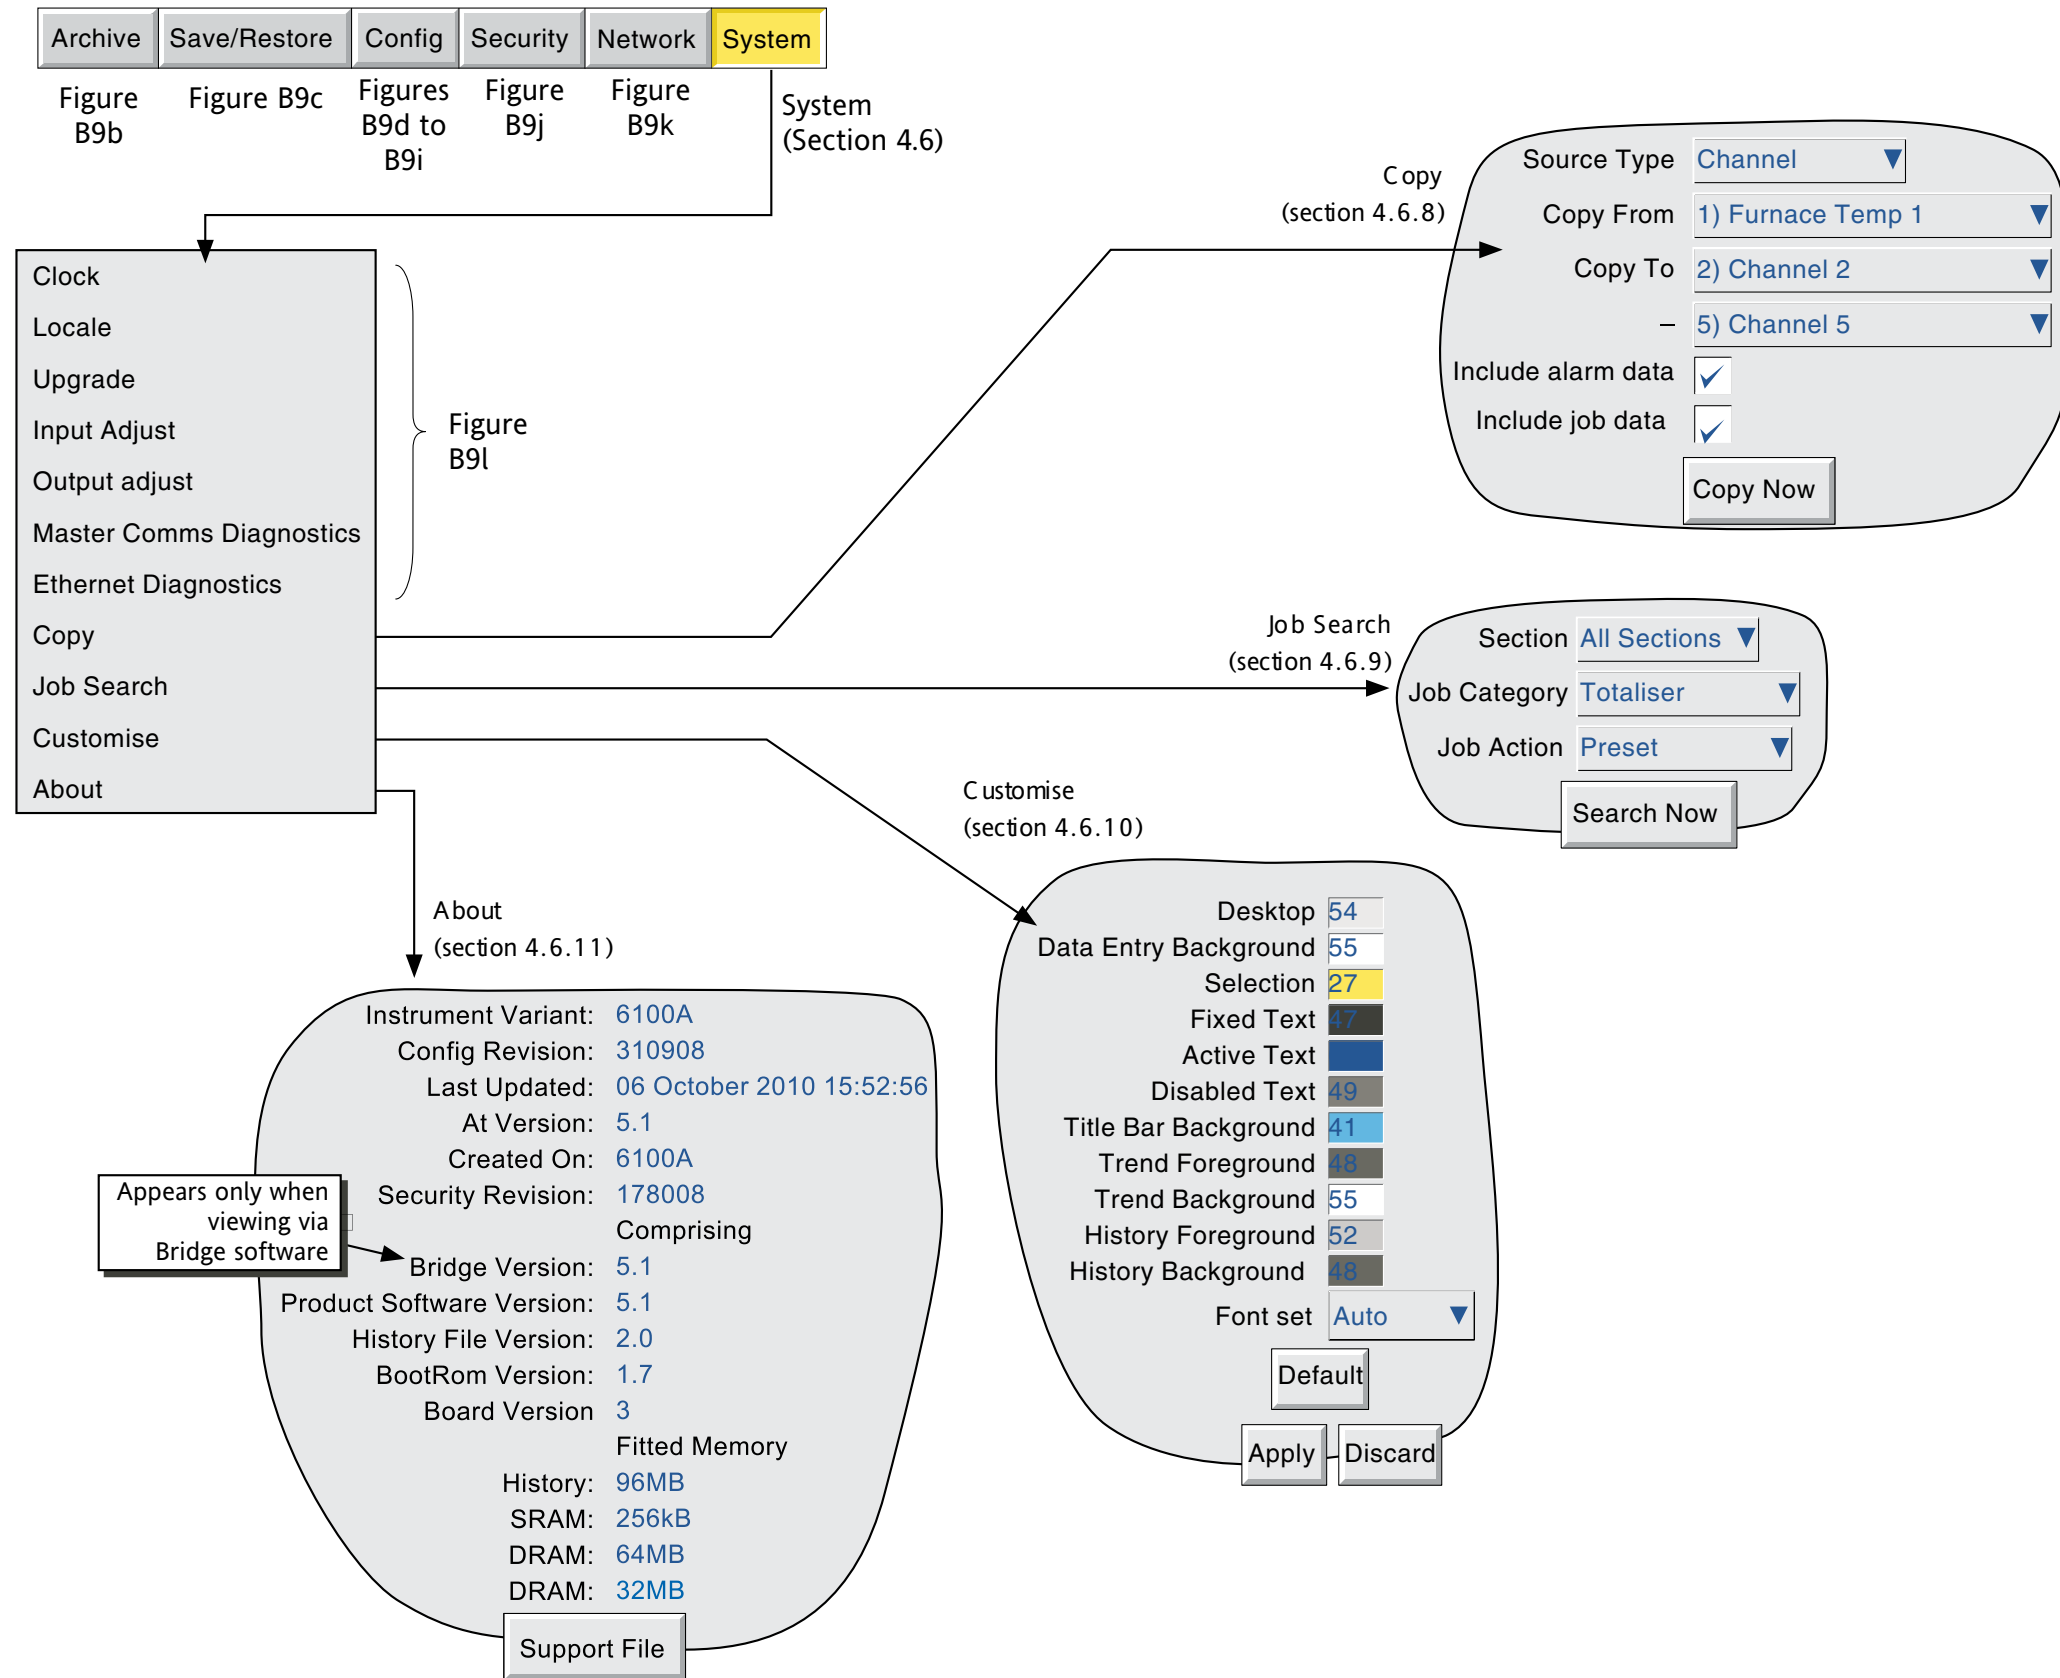 Archive Save/Restore Config Security Network System
Figure B9b
Figure B9c
Figures B9d to B9i
Figure B9j
Figure B9k
System
(Section 4.6)
Clock
Locale
Upgrade
Input Adjust
Output adjust
Master Comms Diagnostics
Ethernet Diagnostics
Copy
Job Search
Customise
About
Figure
B9l
Copy
(section 4.6.8)
Source Type Channel
Copy From 1) Furnace Temp 1
Copy To 2) Channel 2
– 5) Channel 5
Include alarm data
Include job data
Copy Now
Job Search
(section 4.6.9)
Section All Sections
Job Category Totaliser
Job Action Preset
Search Now
Customise
(section 4.6.10)
Desktop 54
Data Entry Background 55
Selection 27
Fixed Text 47
Active Text
Disabled Text 49
Title Bar Background 41
Trend Foreground 48
Trend Background 55
History Foreground 52
History Background 48
Font set Auto
Default
Apply Discard
About
(section 4.6.11)
Instrument Variant: 6100A
Config Revision: 310908
Last Updated: 06 October 2010 15:52:56
At Version: 5.1
Created On: 6100A
Security Revision: 178008
Comprising
Bridge Version: 5.1
Product Software Version: 5.1
History File Version: 2.0
BootRom Version: 1.7
Board Version 3
Fitted Memory
History: 96MB
SRAM: 256kB
DRAM: 64MB
DRAM: 32MB
Support File
Appears only when
viewing via
Bridge software